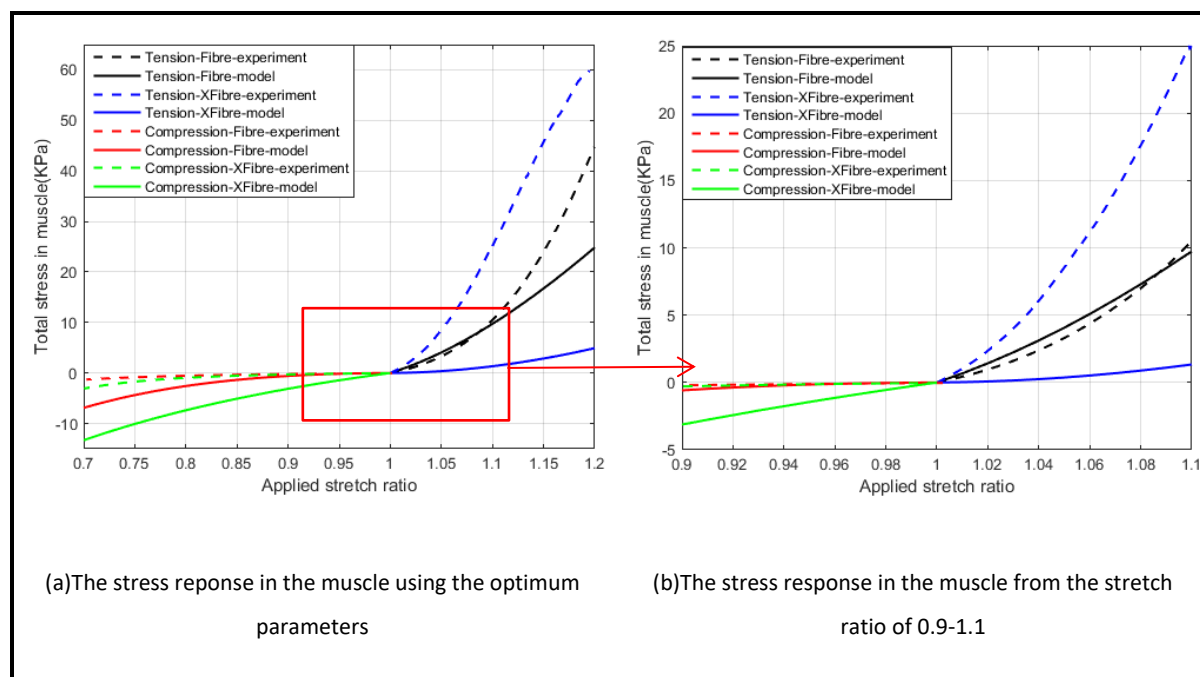 Total stress in muscle(KPa)
60
50
40
30
20
10
0
-10
Tension-Fibre-experiment
Tension-Fibre-model
Tension-XFibre-experiment
Tension-XFibre-model
Compression-Fibre-experiment
Compression-Fibre-model
Compression-XFibre-experiment
Compression-XFibre-model
0.7 0.75 0.8 0.85 0.9 0.95 1 1.05 1.1 1.15 1.2
Applied stretch ratio
(a)The stress reponse in the muscle using the optimum
parameters
Total stress in muscle(KPa)
25
20
15
10
5
0
-5
Tension-Fibre-experiment
Tension-Fibre-model
Tension-XFibre-experiment
Tension-XFibre-model
Compression-Fibre-experiment
Compression-Fibre-model
Compression-XFibre-experiment
Compression-XFibre-model
0.9 0.92 0.94 0.96 0.98 1 1.02 1.04 1.06 1.08 1.1
Applied stretch ratio
(b)The stress response in the muscle from the stretch
ratio of 0.9-1.1